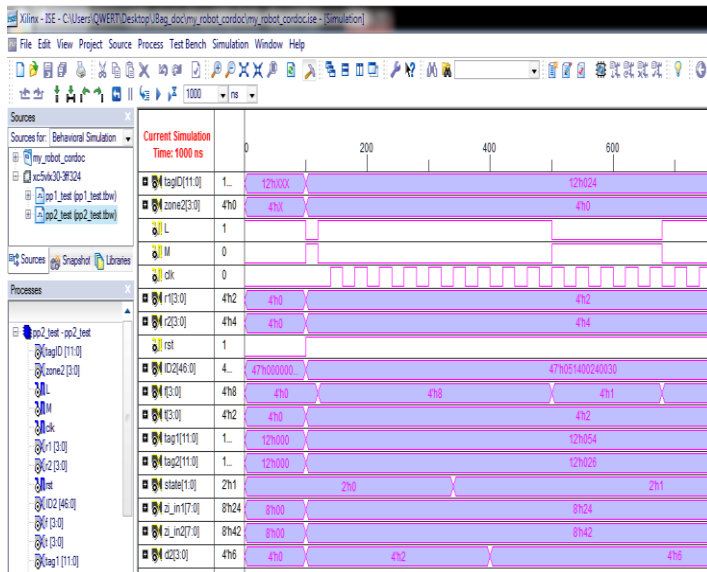 Xilinx - ISE - C:\Users\QWERT\Desktop\JBag_doc\my_robot_cordoc\my_robot_cordoc.ise - [Simulation]
File Edit View Project Source Process Test Bench Simulation Window Help
1000 ns
Sources
Sources for: Behavioral Simulation
my_robot_cordoc
xc5vlx30-3ff324
pp1_test (pp1_test.tbw)
pp2_test (pp2_test.tbw)
Sources Snapshot Libraries
Processes
pp2_test - pp2_test
tagID [11:0]
zone2 [3:0]
L
M
clk
r1 [3:0]
r2 [3:0]
rst
ID2 [46:0]
f [3:0]
t [3:0]
tag1 [11:0]
Current Simulation
Time: 1000 ns
0 200 400 600
tagID[11:0] 1... 12'hXXX 12'h024
zone2[3:0] 4'h0 4'hX 4'h0
L 1
M 0
clk 0
r1[3:0] 4'h2 4'h0 4'h2
r2[3:0] 4'h4 4'h0 4'h4
rst 1
ID2[46:0] 4... 47'h000000... 47'h051400240030
f[3:0] 4'h8 4'h0 4'h8 4'h1
t[3:0] 4'h2 4'h0 4'h2
tag1[11:0] 1... 12'h000 12'h054
tag2[11:0] 1... 12'h000 12'h026
state[1:0] 2'h1 2'h0 2'h1
zi_in1[7:0] 8'h24 8'h00 8'h24
zi_in2[7:0] 8'h42 8'h00 8'h42
d2[3:0] 4'h6 4'h0 4'h2 4'h6